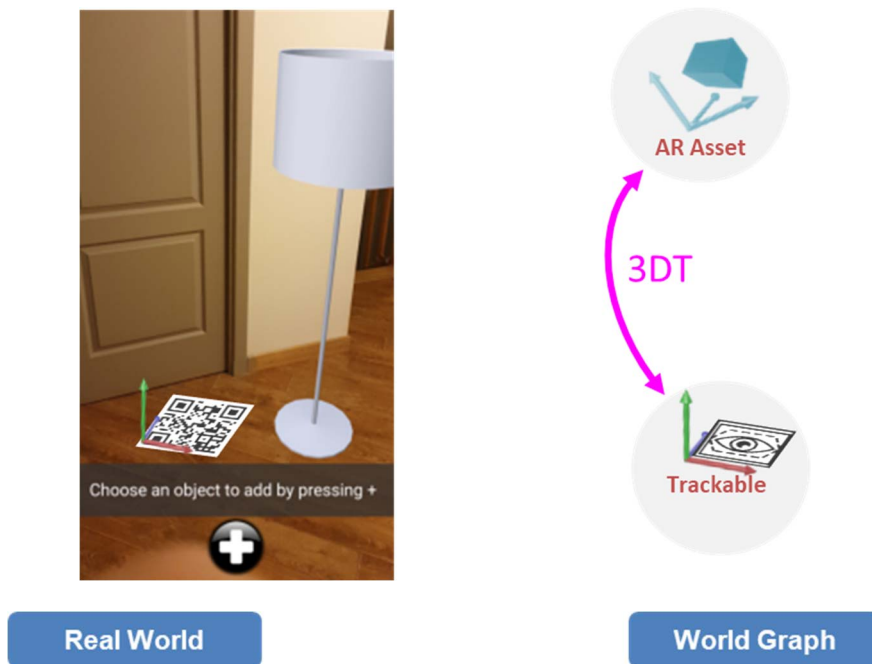 AR Asset
3DT
Choose an object to add by pressing +
Trackable
Real World
World Graph